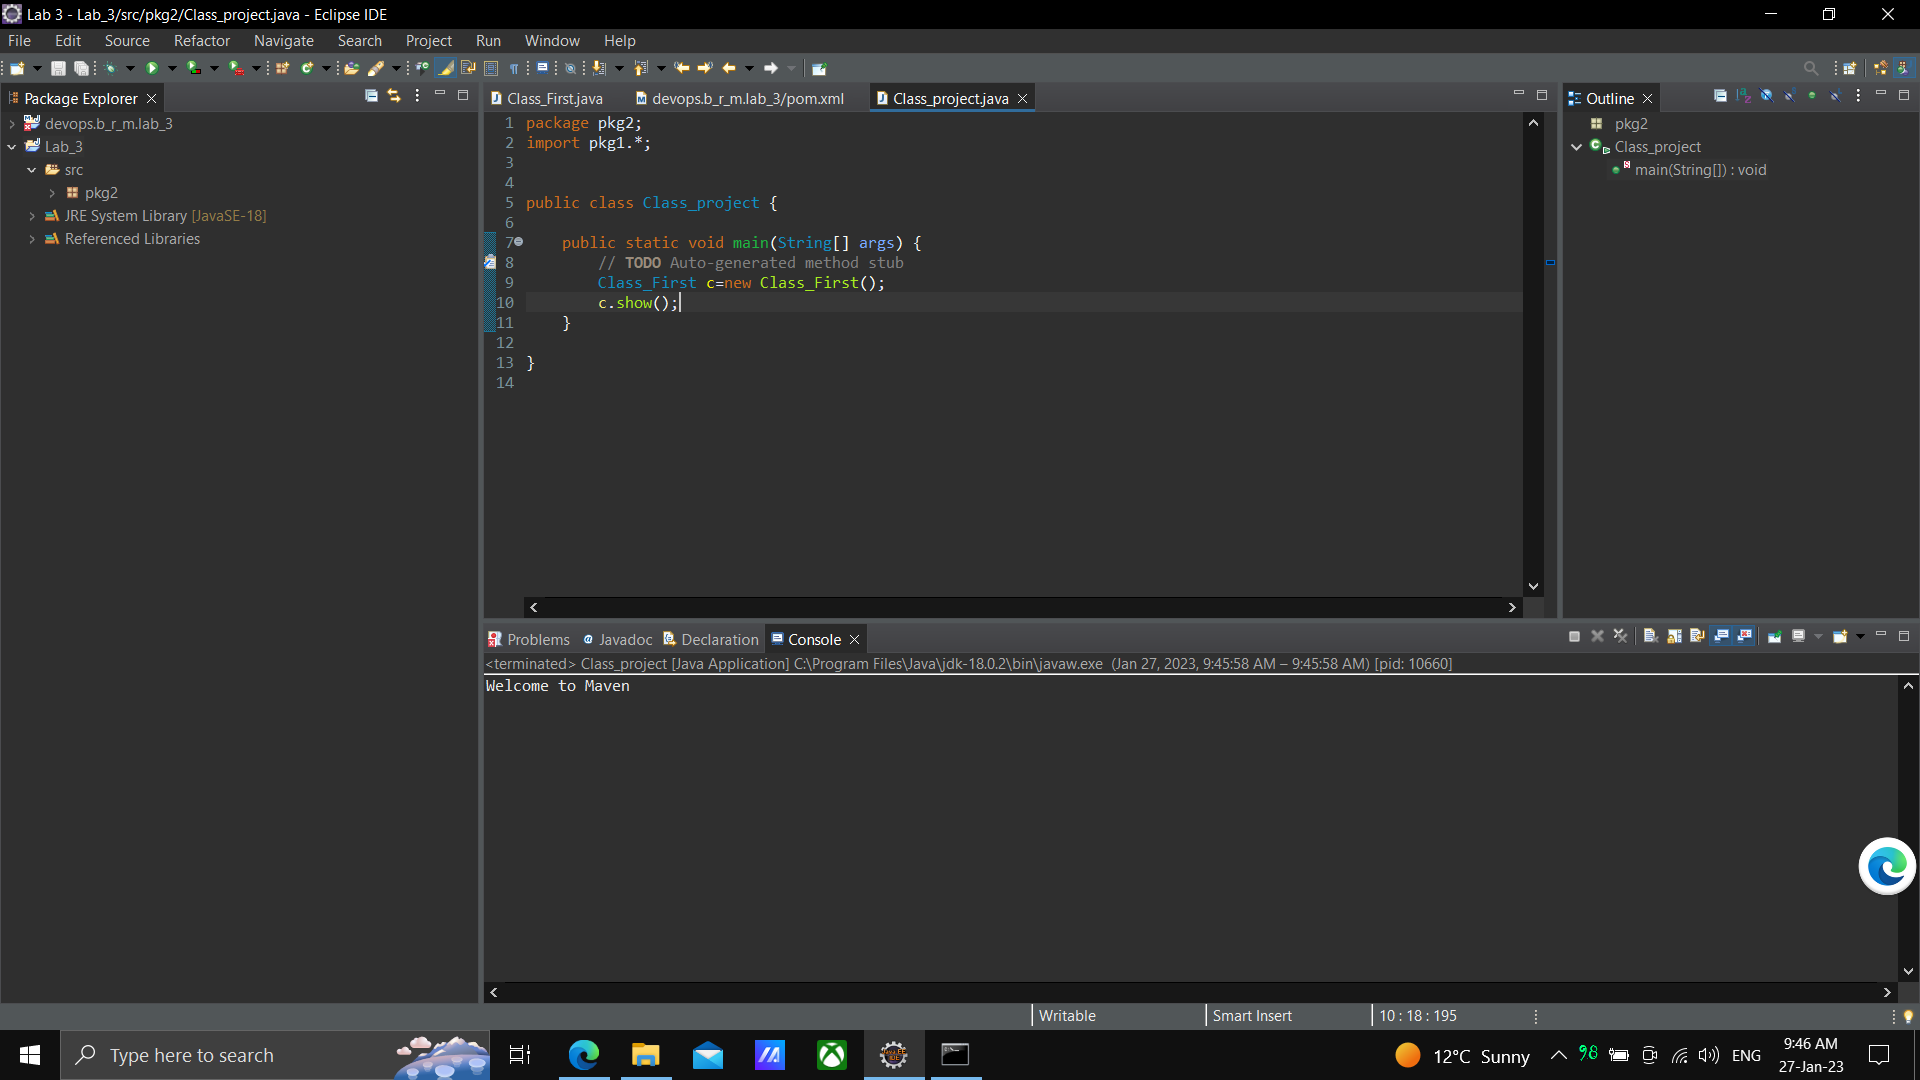 Lab 3 - Lab_3/src/pkg2/Class_project.java - Eclipse IDE
File Edit Source Refactor Navigate Search Project Run Window Help
Package Explorer
devops.b_r_m.lab_3
Lab_3
src
pkg2
JRE System Library [JavaSE-18]
Referenced Libraries
Class_First.java devops.b_r_m.lab_3/pom.xml Class_project.java
1 package pkg2;
2 import pkg1.*;
3
4
5 public class Class_project {
6
7 public static void main(String[] args) {
8 // TODO Auto-generated method stub
9 Class_First c=new Class_First();
10 c.show();
11 }
12
13 }
14
Outline
pkg2
Class_project
main(String[]) : void
Problems Javadoc Declaration Console
<terminated> Class_project [Java Application] C:\Program Files\Java\jdk-18.0.2\bin\javaw.exe (Jan 27, 2023, 9:45:58 AM – 9:45:58 AM) [pid: 10660]
Welcome to Maven
Writable Smart Insert 10 : 18 : 195
Type here to search
12°C Sunny 98 ENG 9:46 AM
27-Jan-23